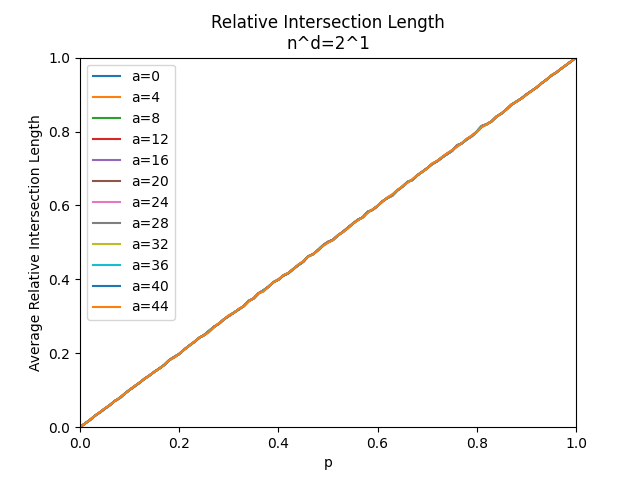 Relative Intersection Length
n^d=2^1
Average Relative Intersection Length
1.0
0.8
0.6
0.4
0.2
0.0
a=0
a=4
a=8
a=12
a=16
a=20
a=24
a=28
a=32
a=36
a=40
a=44
0.0 0.2 0.4 0.6 0.8 1.0
p